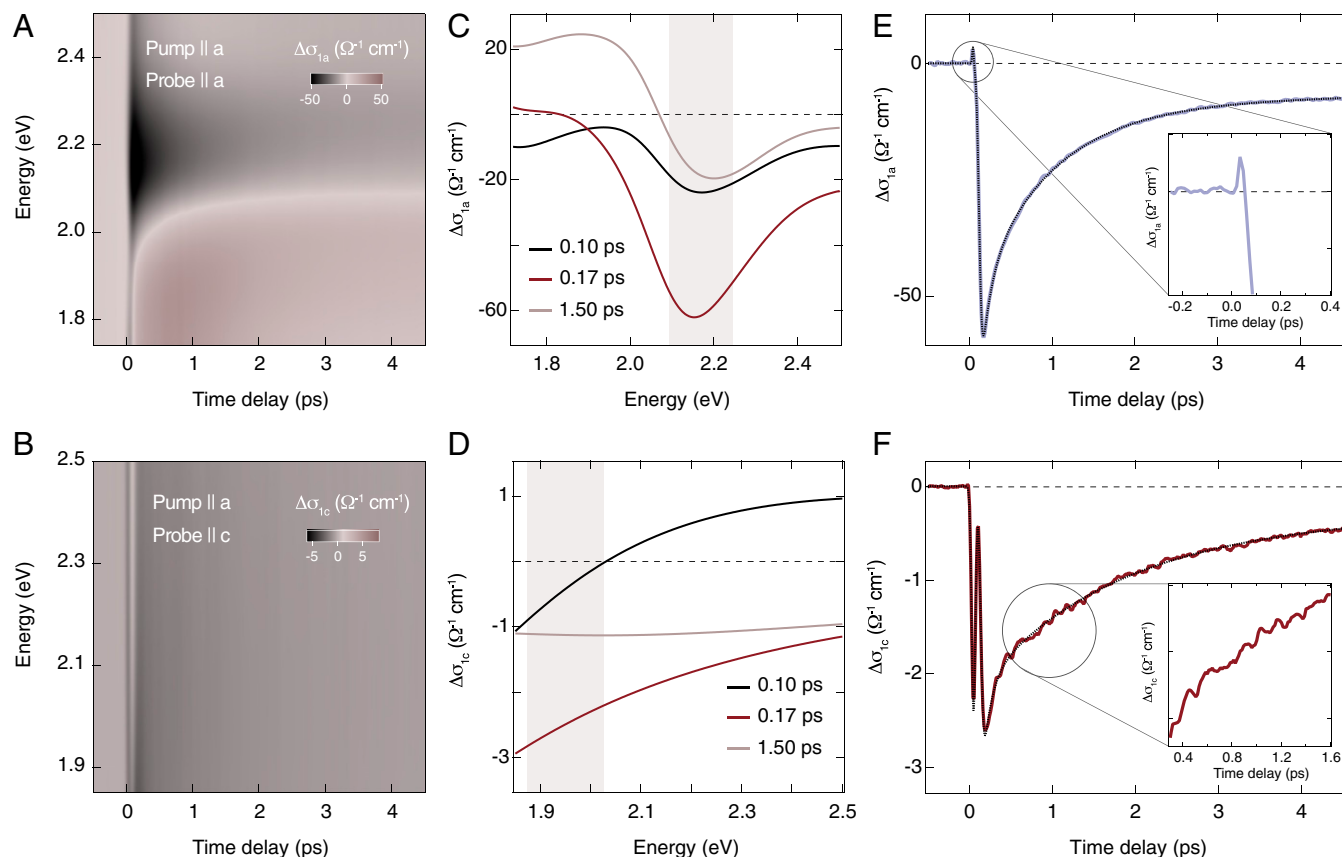 A
Pump || a
Probe || a
Δσ1a (Ω-1 cm-1)
-50 0 50
2.4
2.2
2.0
1.8
Energy (eV)
0 1 2 3 4
Time delay (ps)
C
20
-20
-60
Δσ1a (Ω-1 cm-1)
0.10 ps
0.17 ps
1.50 ps
1.8 2.0 2.2 2.4
Energy (eV)
E
0
-50
Δσ1a (Ω-1 cm-1)
Δσ1a (Ω-1 cm-1)
-0.2 0.0 0.2 0.4
Time delay (ps)
0 1 2 3 4
Time delay (ps)
B
Pump || a
Probe || c
Δσ1c (Ω-1 cm-1)
-5 0 5
2.5
2.3
2.1
1.9
Energy (eV)
0 1 2 3 4
Time delay (ps)
D
1
-1
-3
Δσ1c (Ω-1 cm-1)
0.10 ps
0.17 ps
1.50 ps
1.9 2.1 2.3 2.5
Energy (eV)
F
0
-1
-2
-3
Δσ1c (Ω-1 cm-1)
Δσ1c (Ω-1 cm-1)
0.4 0.8 1.2 1.6
Time delay (ps)
0 1 2 3 4
Time delay (ps)